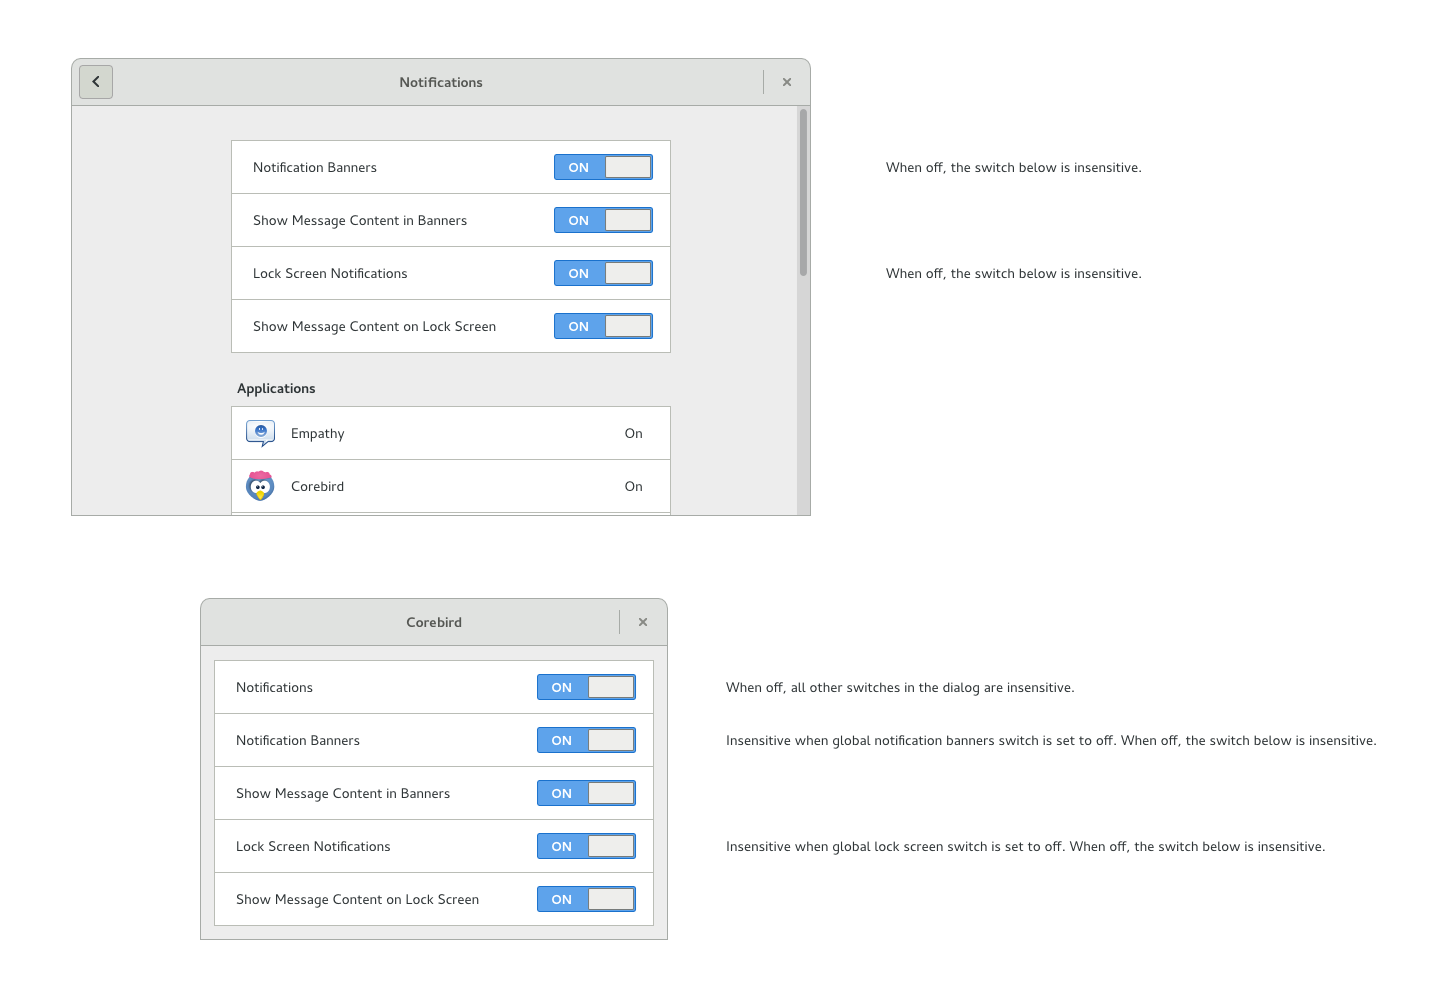 Notifications
Notification Banners ON When off, the switch below is insensitive.
Show Message Content in Banners ON
Lock Screen Notifications ON When off, the switch below is insensitive.
Show Message Content on Lock Screen ON
Applications
Empathy On
Corebird On
Corebird
Notifications ON When off, all other switches in the dialog are insensitive.
Notification Banners ON Insensitive when global notification banners switch is set to off. When off, the switch below is insensitive.
Show Message Content in Banners ON
Lock Screen Notifications ON Insensitive when global lock screen switch is set to off. When off, the switch below is insensitive.
Show Message Content on Lock Screen ON